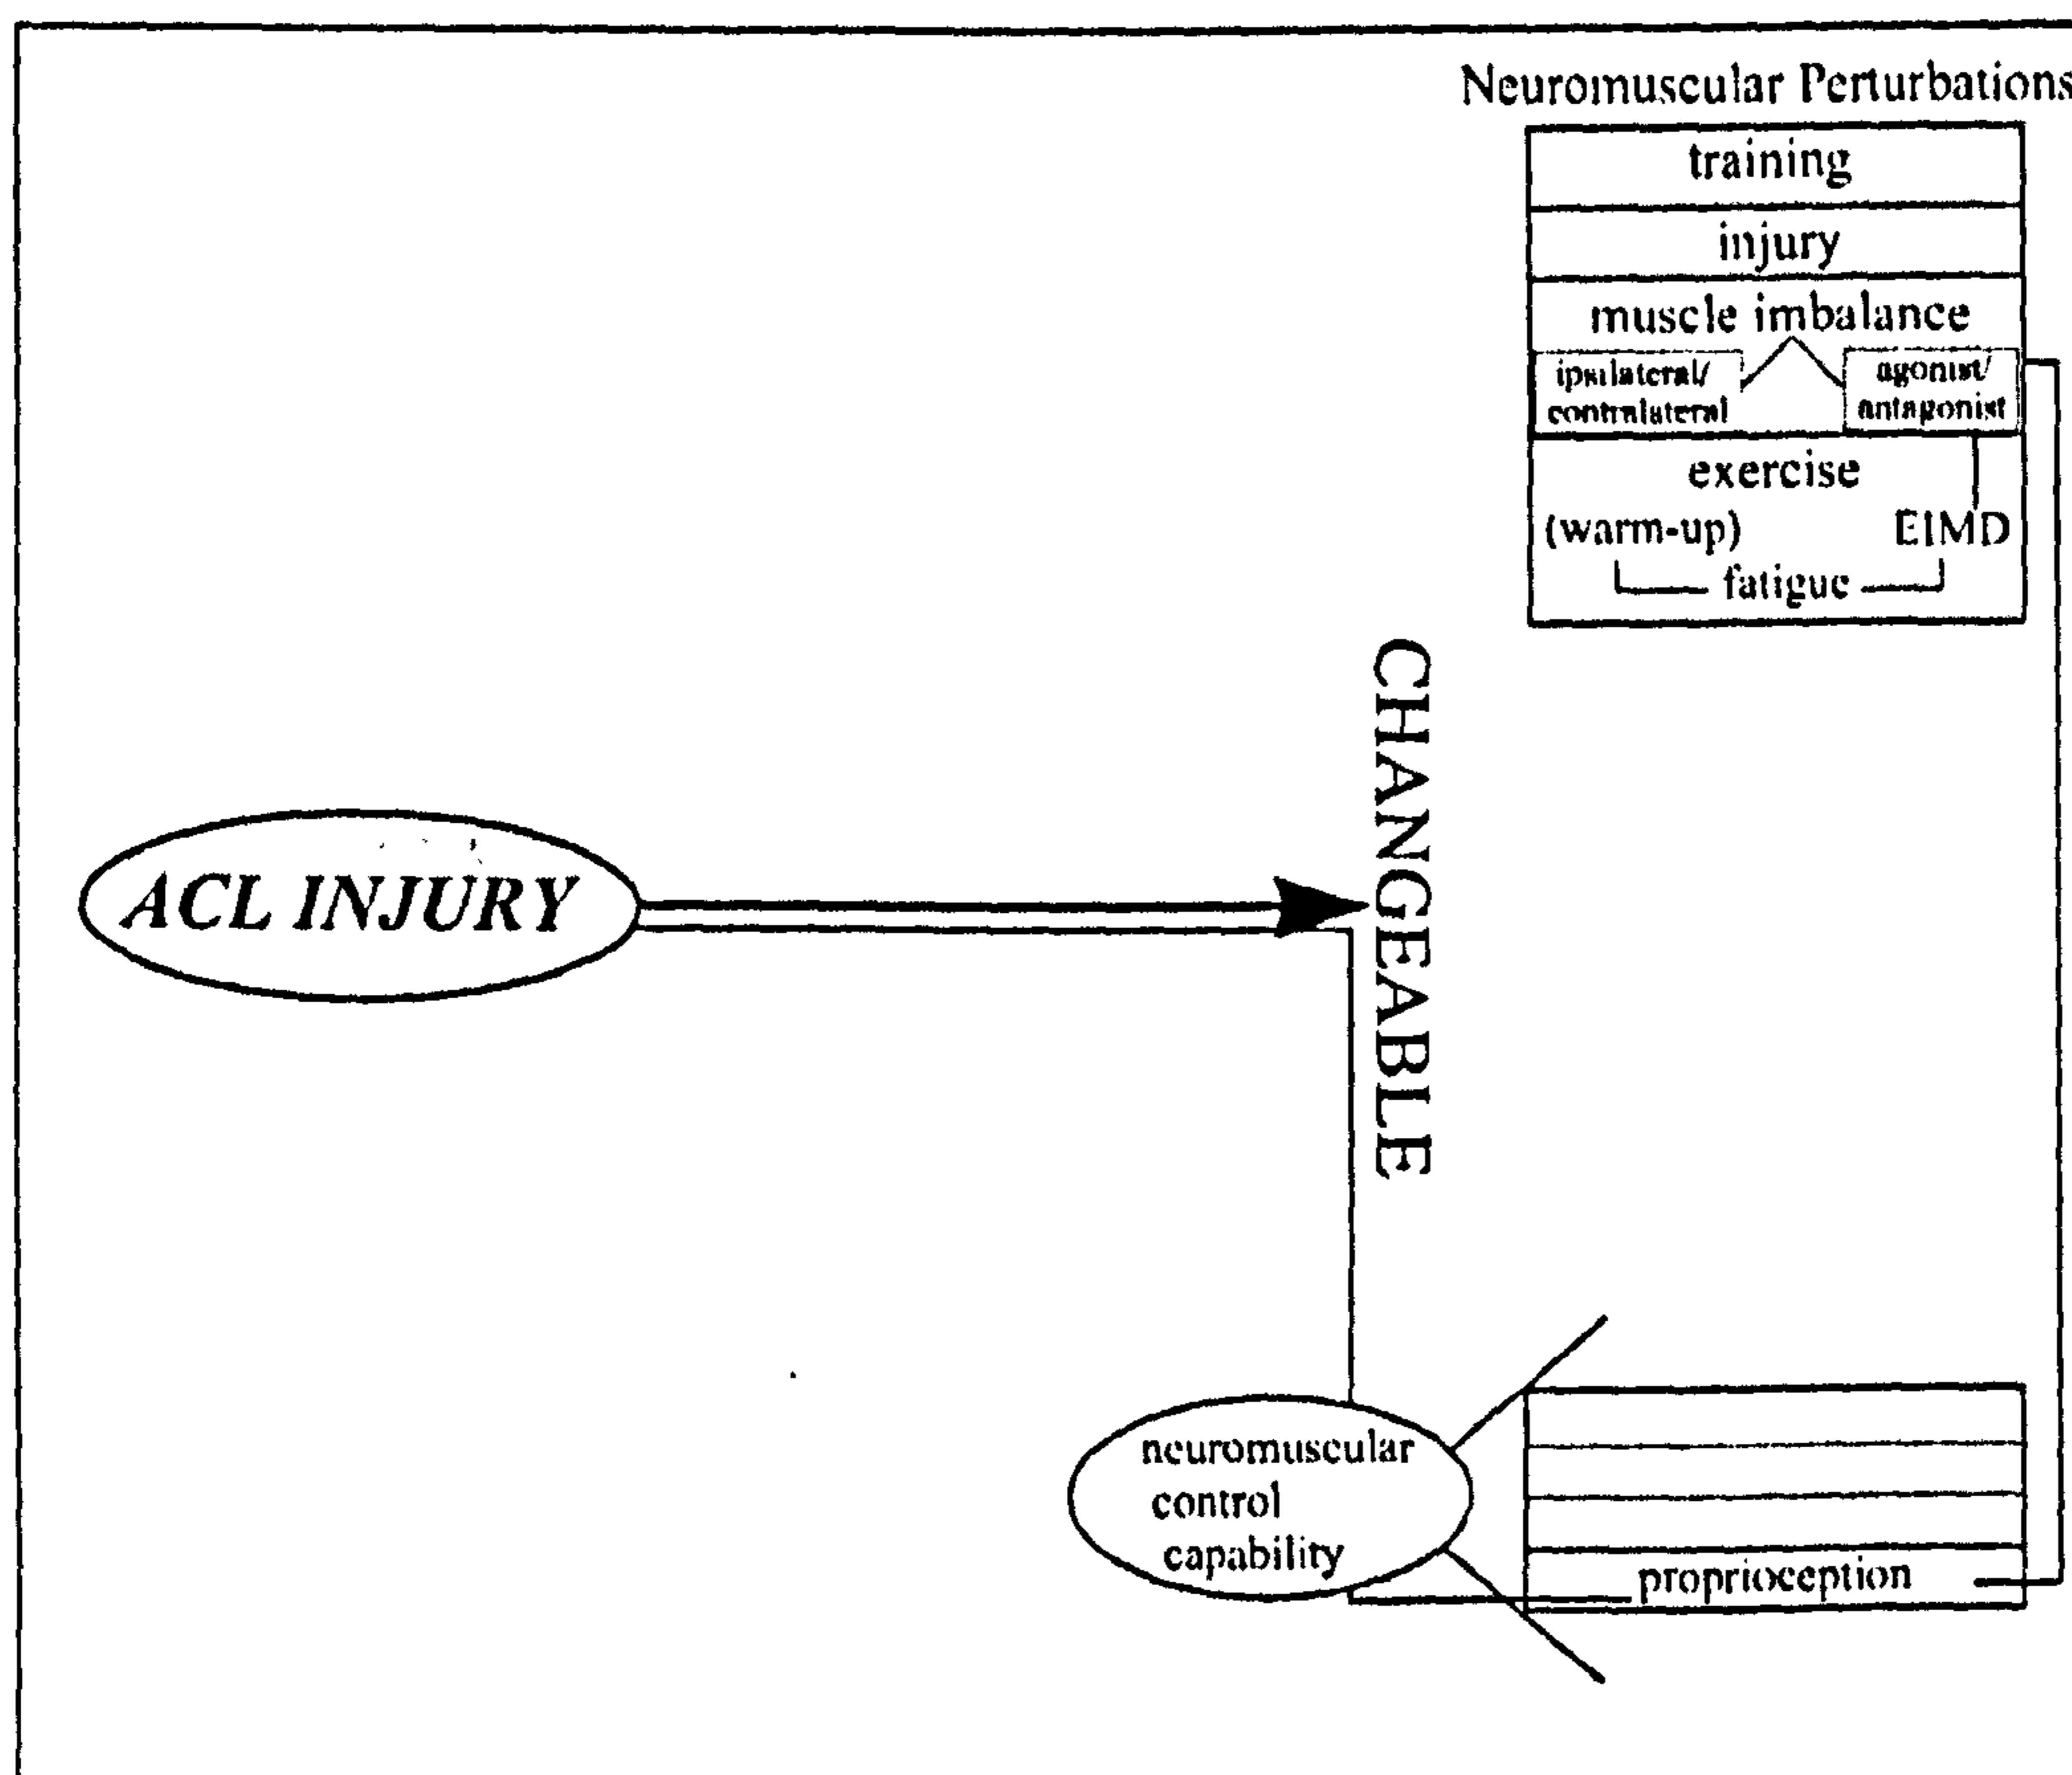 Neuromuscular Perturbations
training
injury
muscle imbalance
ipsilateral/
contralateral
agonist/
antagonist
exercise
(warm-up) EIMD
fatigue
CHANGEABLE
ACL INJURY
neuromuscular
control
capability
proprioception